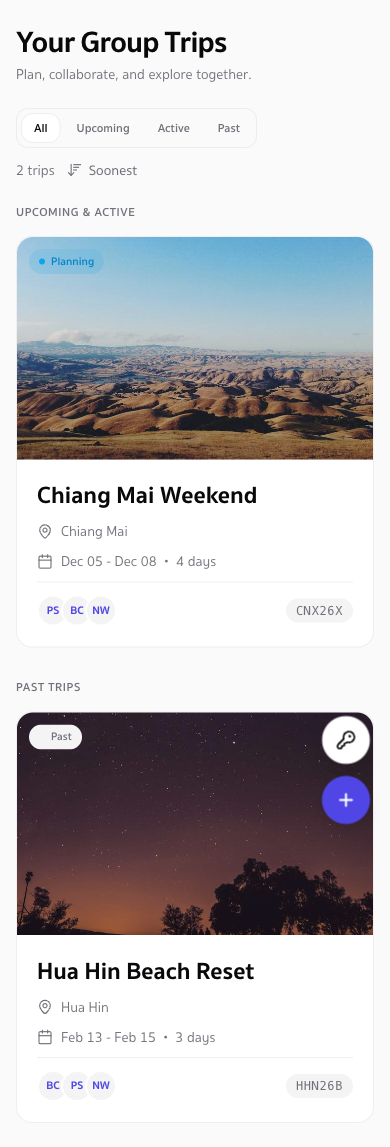 Your Group Trips
Plan, collaborate, and explore together.
All Upcoming Active Past
2 trips Soonest
UPCOMING & ACTIVE
Planning
Chiang Mai Weekend
Chiang Mai
Dec 05 - Dec 08 • 4 days
PS BC NW CNX26X
PAST TRIPS
Past
Hua Hin Beach Reset
Hua Hin
Feb 13 - Feb 15 • 3 days
BC PS NW HHN26B